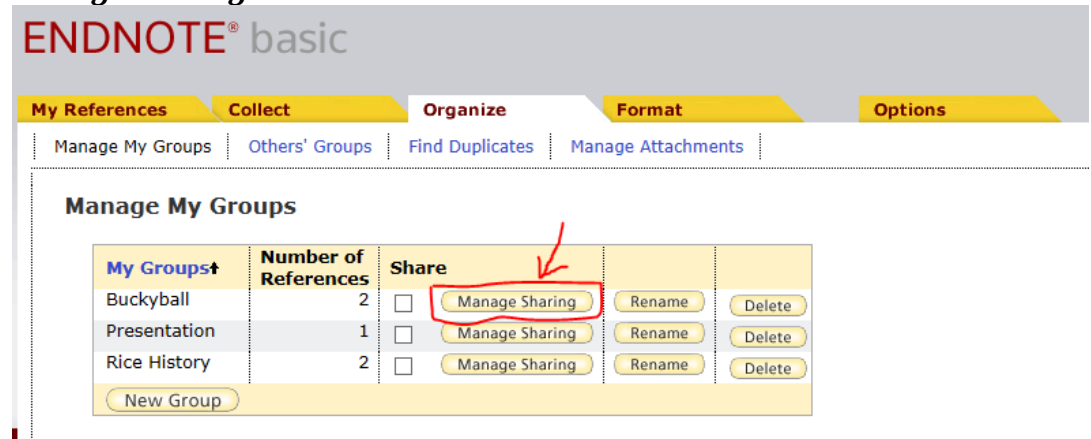 ENDNOTE® basic
My References Collect Organize Format Options
Manage My Groups Others' Groups Find Duplicates Manage Attachments
Manage My Groups
My Groups Number of References Share
Buckyball 2 Manage Sharing Rename Delete
Presentation 1 Manage Sharing Rename Delete
Rice History 2 Manage Sharing Rename Delete
New Group